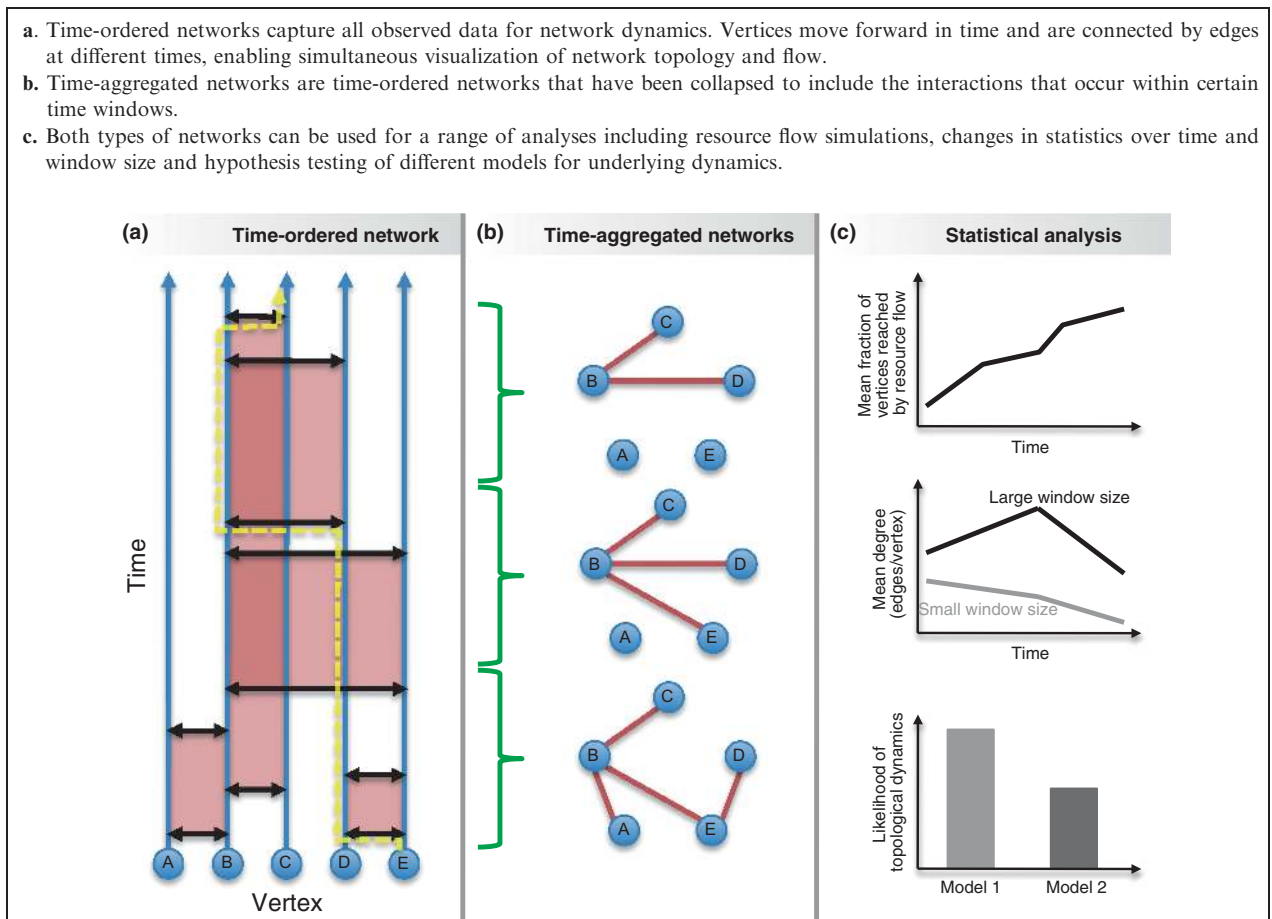 a. Time-ordered networks capture all observed data for network dynamics. Vertices move forward in time and are connected by edges
at different times, enabling simultaneous visualization of network topology and flow.
b. Time-aggregated networks are time-ordered networks that have been collapsed to include the interactions that occur within certain
time windows.
c. Both types of networks can be used for a range of analyses including resource flow simulations, changes in statistics over time and
window size and hypothesis testing of different models for underlying dynamics.
(a) Time-ordered network
Time
A B C D E
Vertex
(b) Time-aggregated networks
C
B D
A E
C
B D
A E
C
B D
A E
(c) Statistical analysis
Mean fraction of
vertices reached
by resource flow
Time
Mean degree
(edges/vertex)
Large window size
Small window size
Time
Likelihood of
topological dynamics
Model 1 Model 2